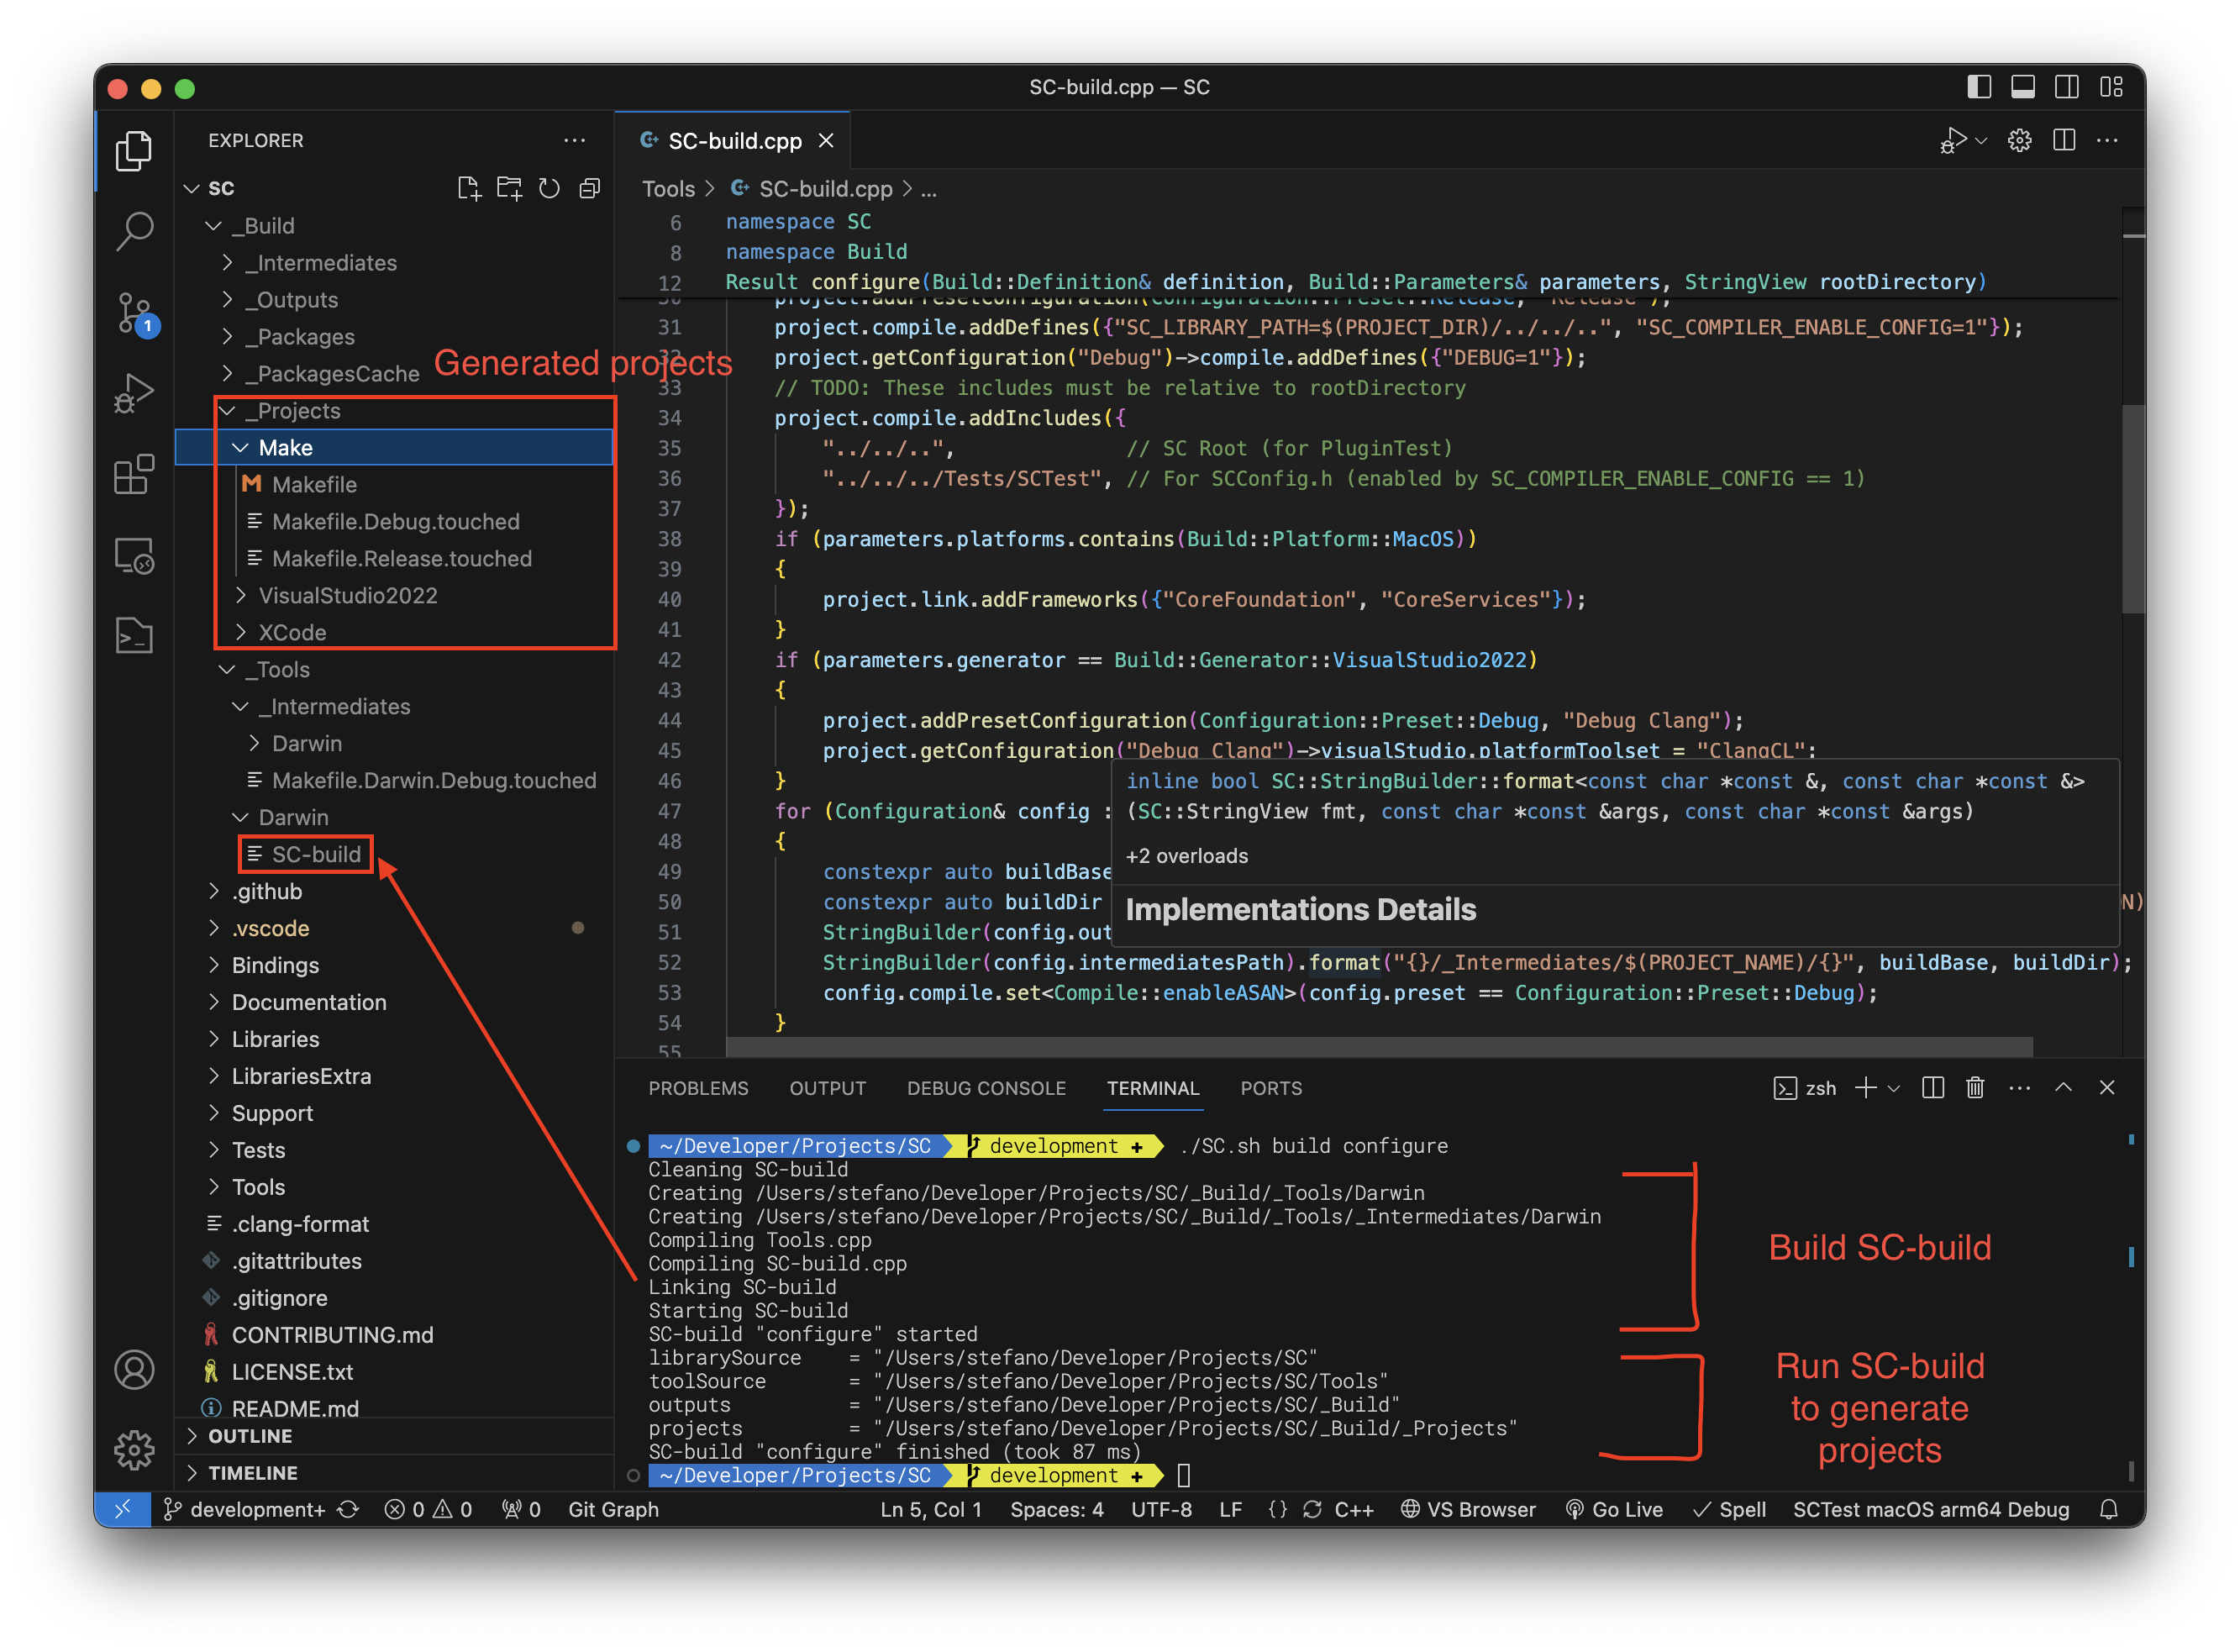 SC-build.cpp — SC
EXPLORER
SC
_Build
_Intermediates
_Outputs
_Packages
_PackagesCache
Generated projects
_Projects
Make
Makefile
Makefile.Debug.touched
Makefile.Release.touched
VisualStudio2022
XCode
_Tools
_Intermediates
Darwin
Makefile.Darwin.Debug.touched
Darwin
SC-build
.github
.vscode
Bindings
Documentation
Libraries
LibrariesExtra
Support
Tests
Tools
.clang-format
.gitattributes
.gitignore
CONTRIBUTING.md
LICENSE.txt
README.md
OUTLINE
TIMELINE
1
SC-build.cpp
Tools > SC-build.cpp > ...
6 namespace SC
8 namespace Build
12 Result configure(Build::Definition& definition, Build::Parameters& parameters, StringView rootDirectory)
30 project.addPresetConfiguration(Configuration::Preset::Release, "Release");
31 project.compile.addDefines({"SC_LIBRARY_PATH=$(PROJECT_DIR)/../../..", "SC_COMPILER_ENABLE_CONFIG=1"});
32 project.getConfiguration("Debug")->compile.addDefines({"DEBUG=1"});
33 // TODO: These includes must be relative to rootDirectory
34 project.compile.addIncludes({
35 "../../..", // SC Root (for PluginTest)
36 "../../../Tests/SCTest", // For SCConfig.h (enabled by SC_COMPILER_ENABLE_CONFIG == 1)
37 });
38 if (parameters.platforms.contains(Build::Platform::MacOS))
39 {
40 project.link.addFrameworks({"CoreFoundation", "CoreServices"});
41 }
42 if (parameters.generator == Build::Generator::VisualStudio2022)
43 {
44 project.addPresetConfiguration(Configuration::Preset::Debug, "Debug Clang");
45 project.getConfiguration("Debug Clang")->visualStudio.platformToolset = "ClangCL";
46 }
47 for (Configuration& config :
48 {
49 constexpr auto buildBase
50 constexpr auto buildDir N)
51 StringBuilder(config.out
52 StringBuilder(config.intermediatesPath).format("{}/_Intermediates/$(PROJECT_NAME)/{}", buildBase, buildDir);
53 config.compile.set<Compile::enableASAN>(config.preset == Configuration::Preset::Debug);
54 }
55
inline bool SC::StringBuilder::format<const char *const &, const char *const &>
(SC::StringView fmt, const char *const &args, const char *const &args)
+2 overloads
Implementations Details
PROBLEMS OUTPUT DEBUG CONSOLE TERMINAL PORTS
zsh
~/Developer/Projects/SC development + ./SC.sh build configure
Cleaning SC-build
Creating /Users/stefano/Developer/Projects/SC/_Build/_Tools/Darwin
Creating /Users/stefano/Developer/Projects/SC/_Build/_Tools/_Intermediates/Darwin
Compiling Tools.cpp
Compiling SC-build.cpp
Linking SC-build
Starting SC-build
SC-build "configure" started
librarySource = "/Users/stefano/Developer/Projects/SC"
toolSource = "/Users/stefano/Developer/Projects/SC/Tools"
outputs = "/Users/stefano/Developer/Projects/SC/_Build"
projects = "/Users/stefano/Developer/Projects/SC/_Build/_Projects"
SC-build "configure" finished (took 87 ms)
~/Developer/Projects/SC development +
Build SC-build
Run SC-build
to generate
projects
development+ 0 0 0 Git Graph Ln 5, Col 1 Spaces: 4 UTF-8 LF {} C++ VS Browser Go Live Spell SCTest macOS arm64 Debug